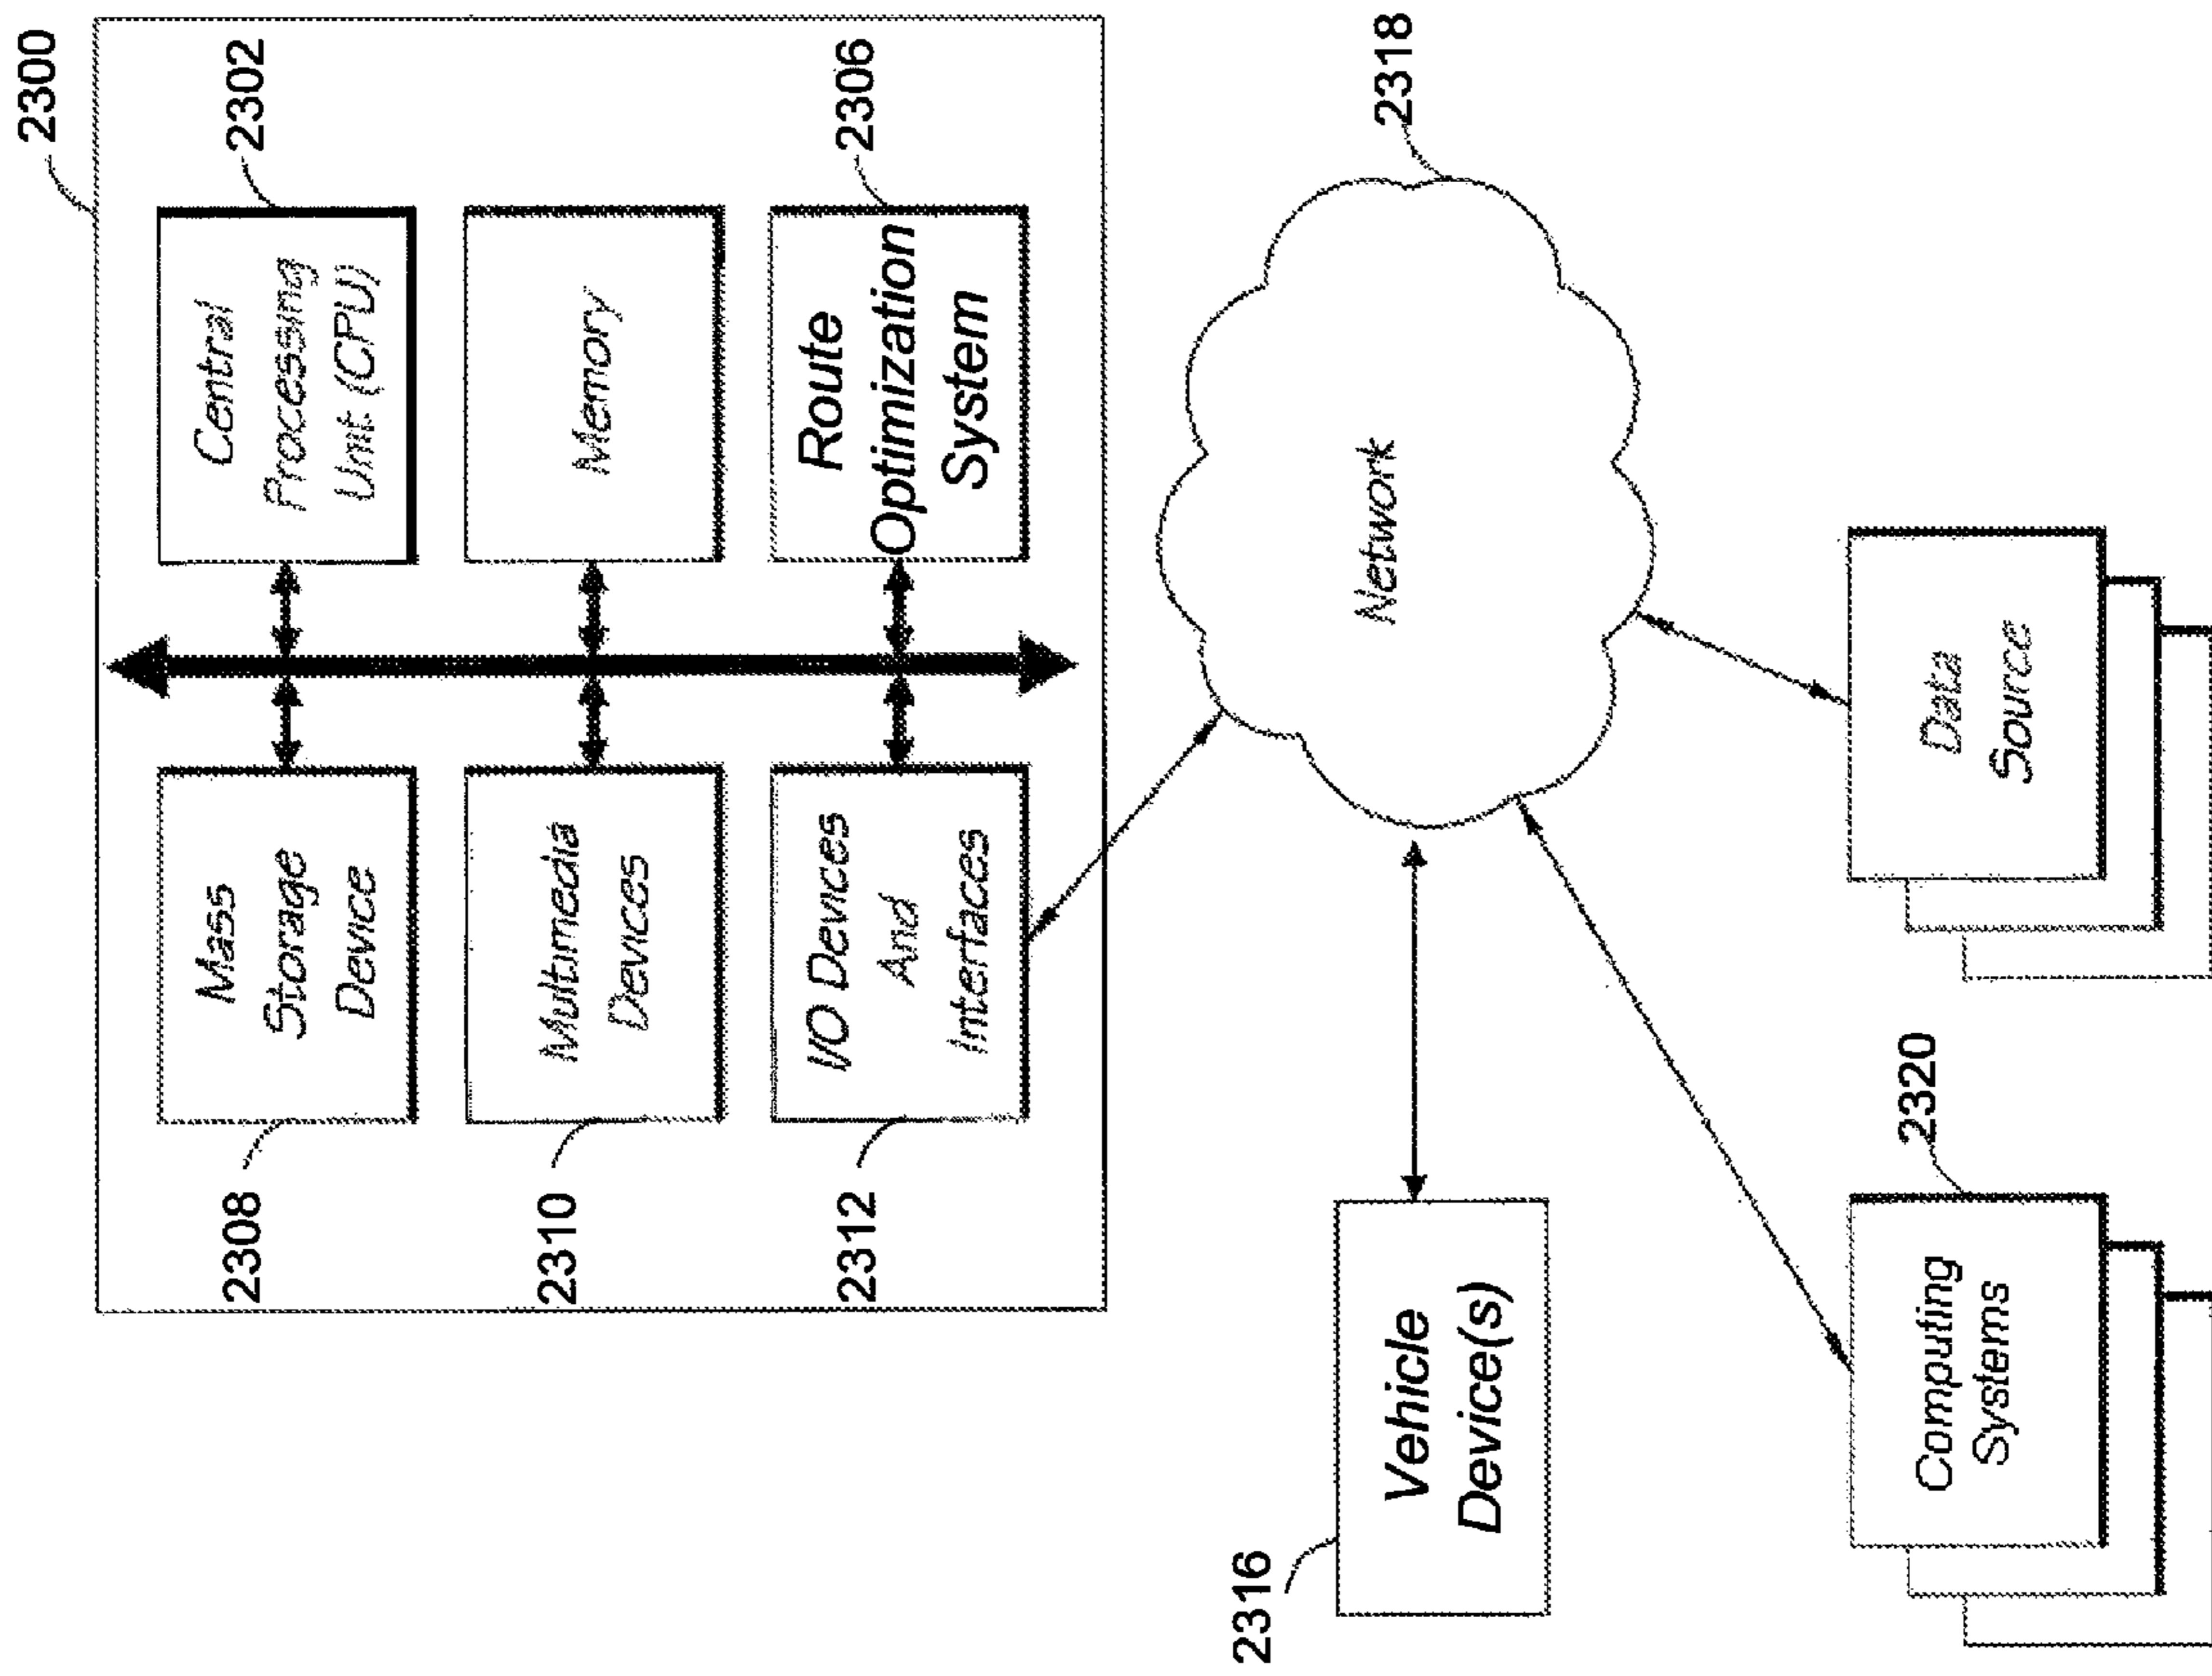 2300
2302
2306
2308
2310
2312
Central
Processing
Unit (CPU)
Memory
Route
Optimization
System
Mass
Storage
Device
Multimedia
Devices
I/O Devices
And
Interfaces
2318
Network
2316
Vehicle
Device(s)
2320
Computing
Systems
Data
Source